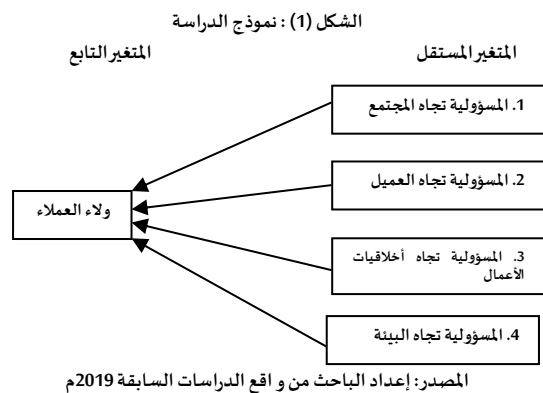 الشكل (1) : نموذج الدراسة
المتغير المستقل
المتغير التابع
1. المسؤولية تجاه المجتمع
2. المسؤولية تجاه العميل
ولاء العملاء
3. المسؤولية تجاه أخلاقيات
الأعمال
4. المسؤولية تجاه البيئة
المصدر: إعداد الباحث من و اقع الدراسات السابقة 2019م